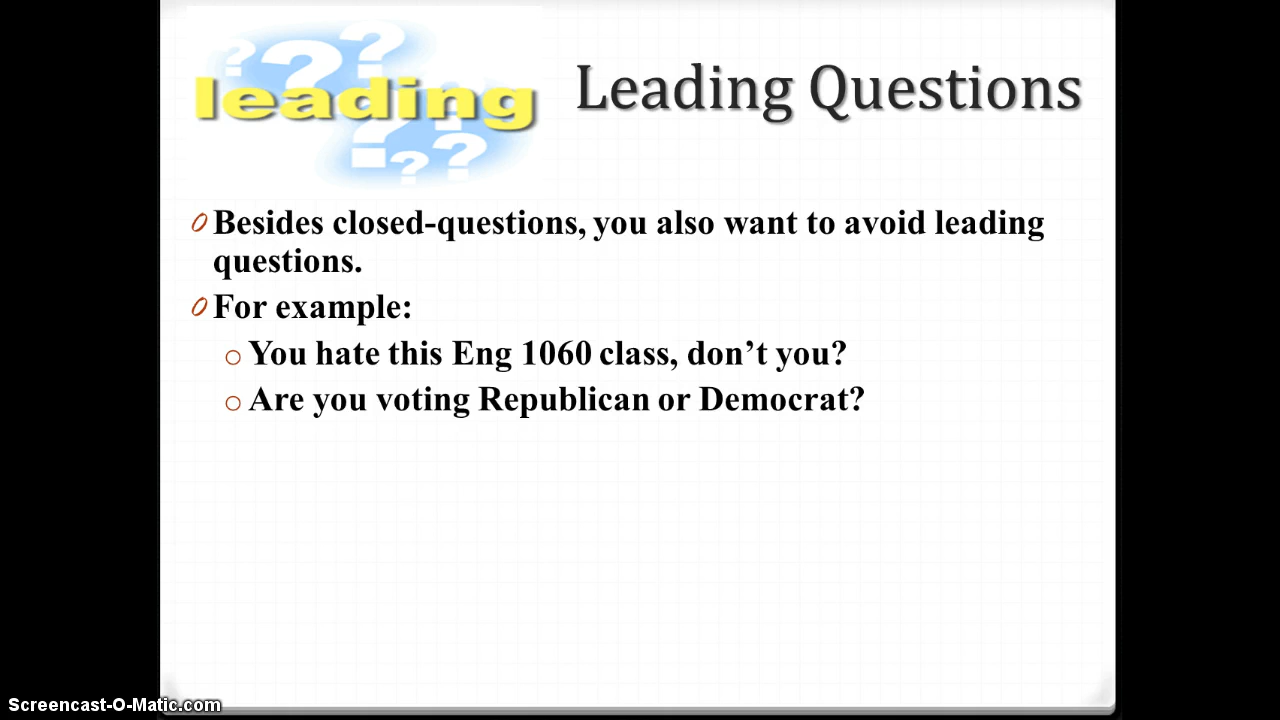 ? ? ?
leading
? ? ? ?
Leading Questions
Besides closed-questions, you also want to avoid leading
questions.
For example:
You hate this Eng 1060 class, don’t you?
Are you voting Republican or Democrat?
Screencast-O-Matic.com